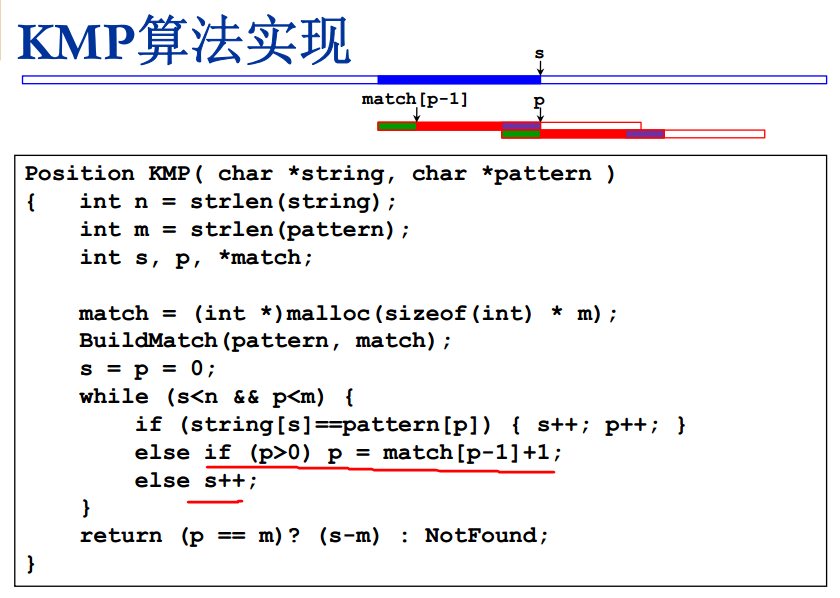 KMP算法实现
s
match[p-1]
p
Position KMP( char *string, char *pattern )
{ int n = strlen(string);
int m = strlen(pattern);
int s, p, *match;
match = (int *)malloc(sizeof(int) * m);
BuildMatch(pattern, match);
s = p = 0;
while (s<n && p<m) {
if (string[s]==pattern[p]) { s++; p++; }
else if (p>0) p = match[p-1]+1;
else s++;
}
return (p == m)? (s-m) : NotFound;
}